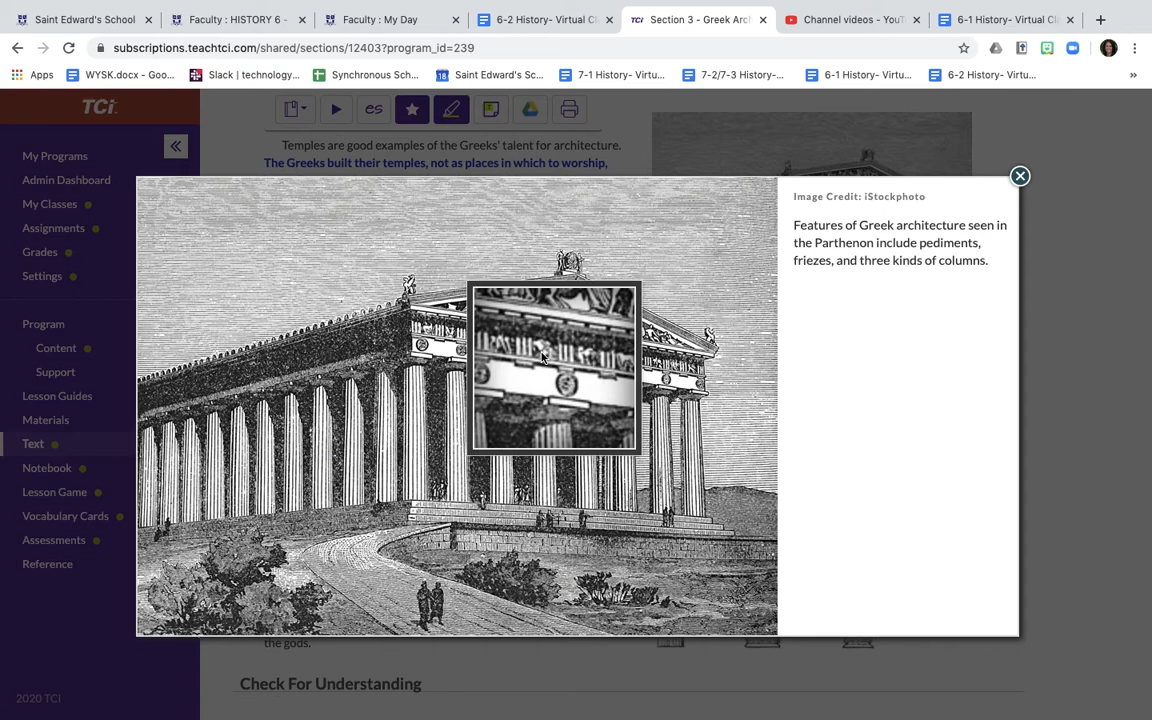 Saint Edward's School
Faculty : HISTORY 6 -
Faculty : My Day
6-2 History- Virtual Cl
Section 3 - Greek Arc
Channel videos - YouT
6-1 History- Virtual Cl
subscriptions.teachtci.com/shared/sections/12403?program_id=239
Apps
WYSK.docx - Goo...
Slack | technology...
Synchronous Sch...
18
Saint Edward's Sc...
7-1 History- Virtu...
7-2/7-3 History-...
6-1 History- Virtu...
6-2 History- Virtu...
»
TCi
es
My Programs
Admin Dashboard
My Classes
Assignments
Grades
Settings
Program
Content
Support
Lesson Guides
Materials
Text
Notebook
Lesson Game
Vocabulary Cards
Assessments
Reference
2020 TCI
Temples are good examples of the Greeks' talent for architecture.
The Greeks built their temples, not as places in which to worship,
Image Credit: iStockphoto
Features of Greek architecture seen in
the Parthenon include pediments,
friezes, and three kinds of columns.
the gods.
Check For Understanding